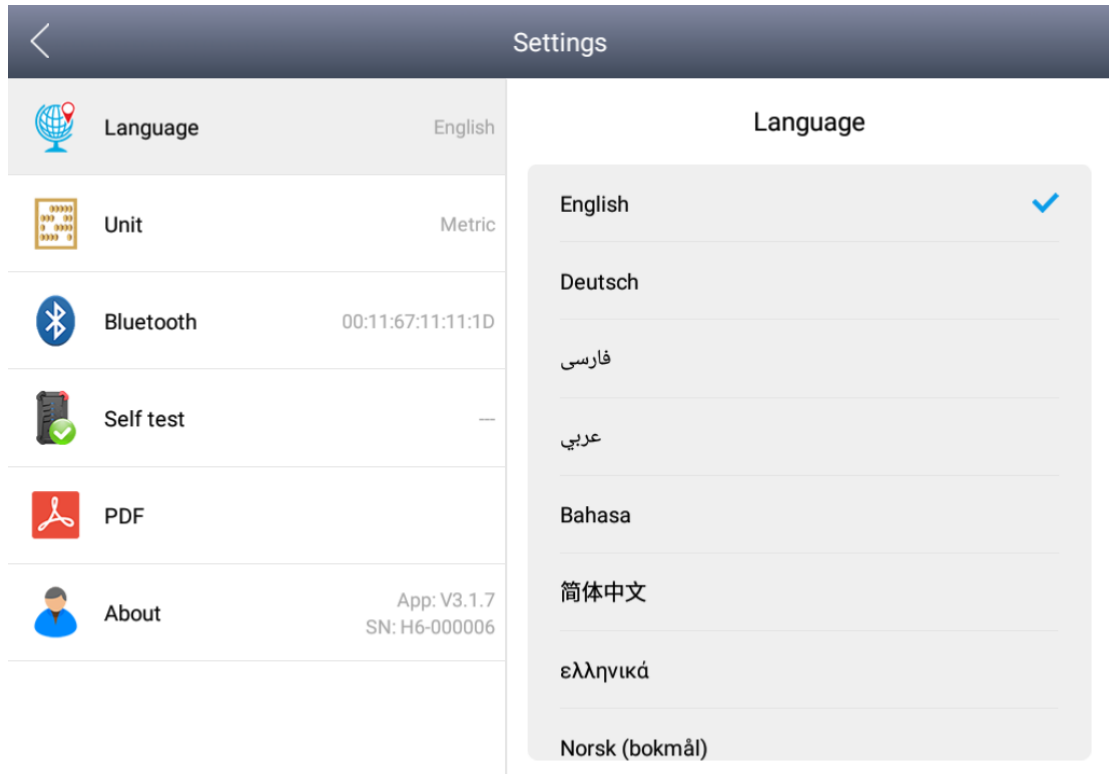 Settings
Language
English
Unit
Metric
Bluetooth
00:11:67:11:11:1D
Self test
---
PDF
About
App: V3.1.7
SN: H6-000006
Language
English
Deutsch
فارسی
عربي
Bahasa
简体中文
ελληνικά
Norsk (bokmål)